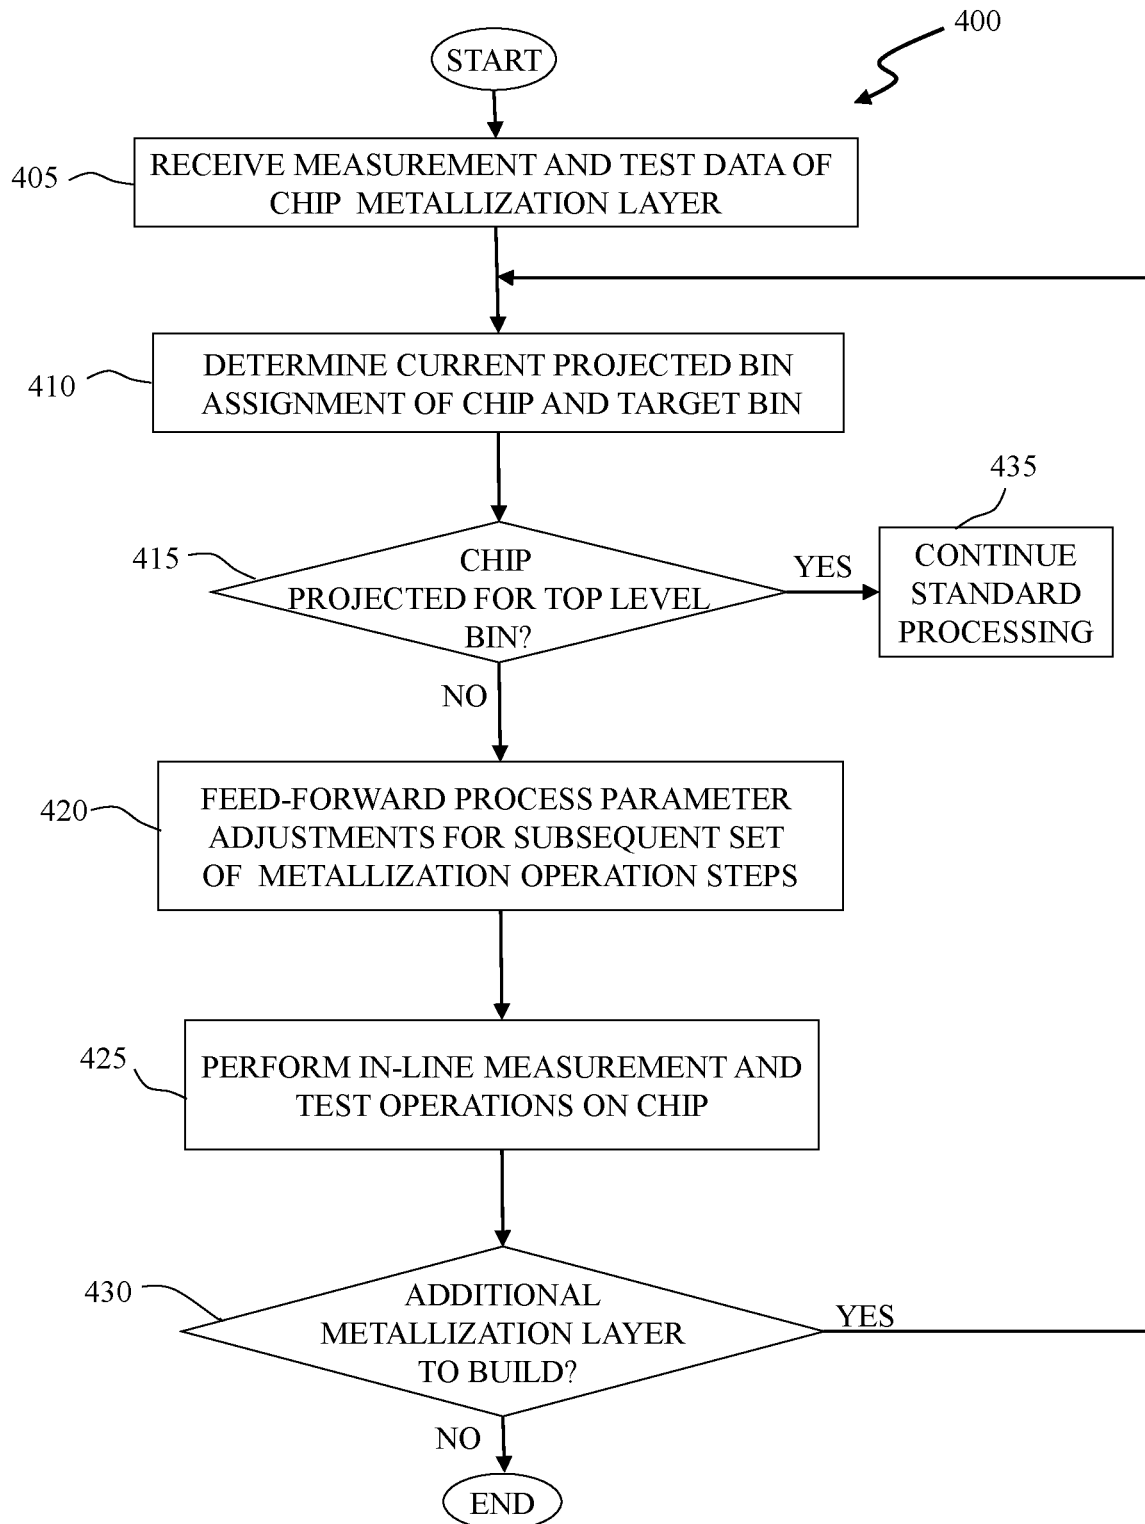 400
START
405
RECEIVE MEASUREMENT AND TEST DATA OF
CHIP METALLIZATION LAYER
410
DETERMINE CURRENT PROJECTED BIN
ASSIGNMENT OF CHIP AND TARGET BIN
435
415
CHIP
PROJECTED FOR TOP LEVEL
BIN?
YES
CONTINUE
STANDARD
PROCESSING
NO
420
FEED-FORWARD PROCESS PARAMETER
ADJUSTMENTS FOR SUBSEQUENT SET
OF METALLIZATION OPERATION STEPS
425
PERFORM IN-LINE MEASUREMENT AND
TEST OPERATIONS ON CHIP
430
ADDITIONAL
METALLIZATION LAYER
TO BUILD?
YES
NO
END